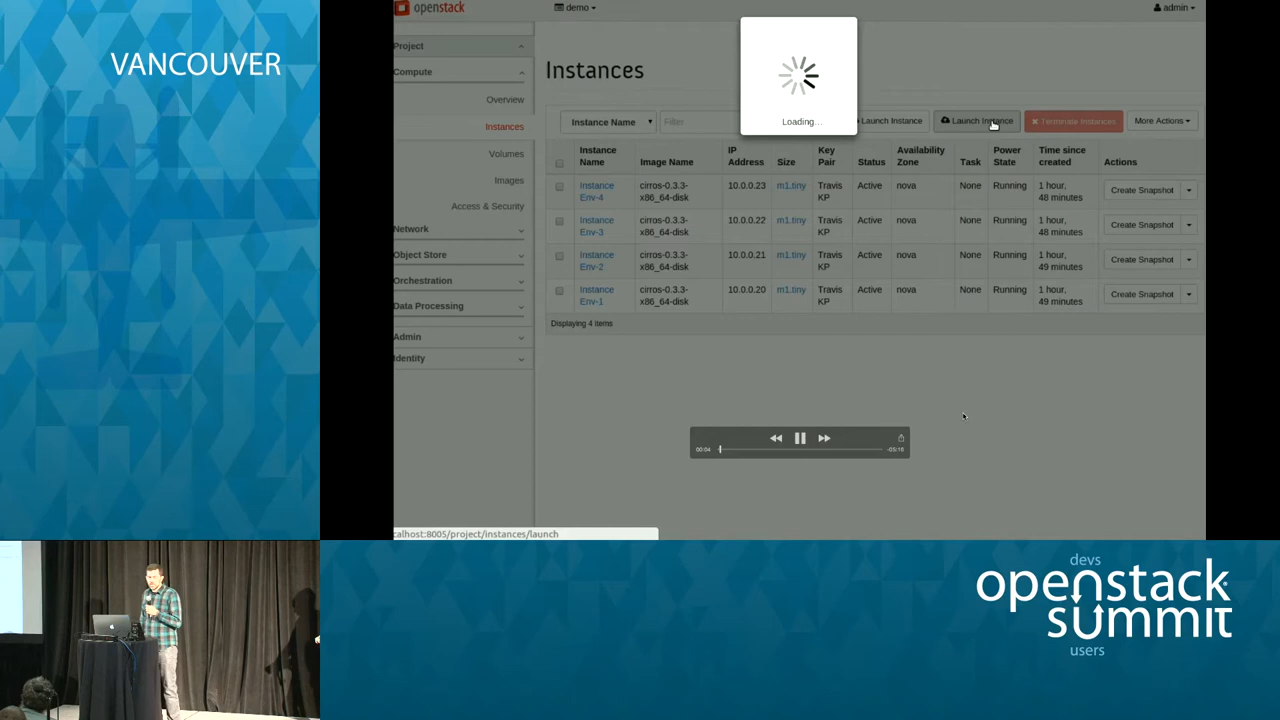 VANCOUVER
openstack
demo
admin
Project
Compute
Overview
Instances
Volumes
Images
Access & Security
Network
Object Store
Orchestration
Data Processing
Admin
Identity
Instances
Loading...
Instance Name
Filter
Launch Instance
Launch Instance
Terminate Instances
More Actions
Instance Name Image Name IP Address Size Key Pair Status Availability Zone Task Power State Time since created Actions
Instance Env-4 cirros-0.3.3-x86_64-disk 10.0.0.23 m1.tiny Travis KP Active nova None Running 1 hour, 48 minutes Create Snapshot
Instance Env-3 cirros-0.3.3-x86_64-disk 10.0.0.22 m1.tiny Travis KP Active nova None Running 1 hour, 48 minutes Create Snapshot
Instance Env-2 cirros-0.3.3-x86_64-disk 10.0.0.21 m1.tiny Travis KP Active nova None Running 1 hour, 49 minutes Create Snapshot
Instance Env-1 cirros-0.3.3-x86_64-disk 10.0.0.20 m1.tiny Travis KP Active nova None Running 1 hour, 49 minutes Create Snapshot
Displaying 4 items
00:04
-05:18
calhost:8005/project/instances/launch
devs
openstack
summit
users